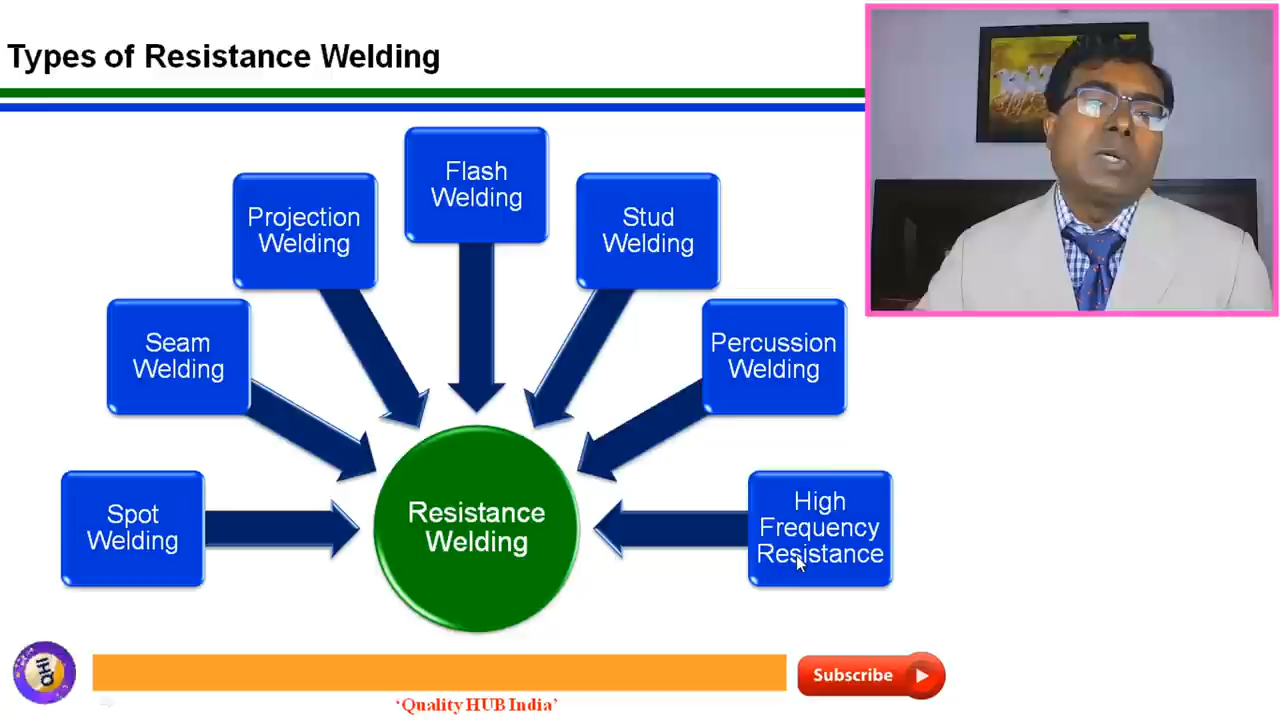 Types of Resistance Welding
Flash
Welding
Projection
Welding
Stud
Welding
Seam
Welding
Percussion
Welding
Spot
Welding
Resistance
Welding
High
Frequency
Resistance
QHI
Subscribe
‘Quality HUB India’